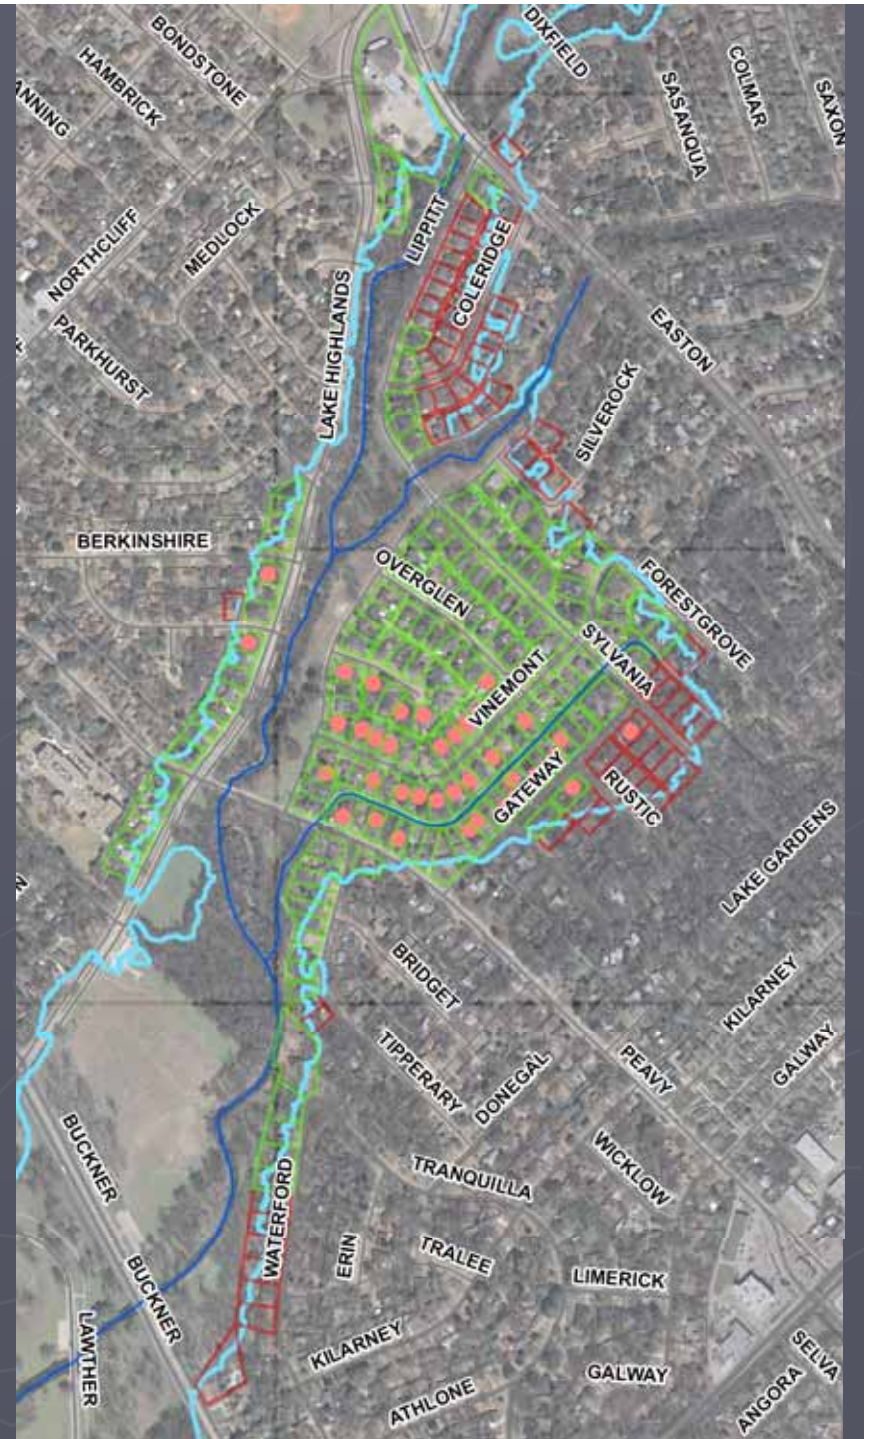 DIXFIELD
BONDSTONE
HAMBRICK
ANNING
SASANQUA
COLMAR
SAXON
NORTHCLIFF
MEDLOCK
LIPPITT
COLERIDGE
PARKHURST
LAKE HIGHLANDS
EASTON
SILVEROCK
BERKINSHIRE
OVERGLEN
FORESTGROVE
SYLVANIA
VINEMONT
GATEWAY
RUSTIC
LAKE GARDENS
N
BRIDGET
KILARNEY
GALWAY
TIPPERARY
DONEGAL
PEAVY
BUCKNER
WICKLOW
TRANQUILLA
WATERFORD
ERIN
TRALEE
LIMERICK
BUCKNER
LAWTHER
KILARNEY
GALWAY
SELVA
ANGORA
ATHLONE